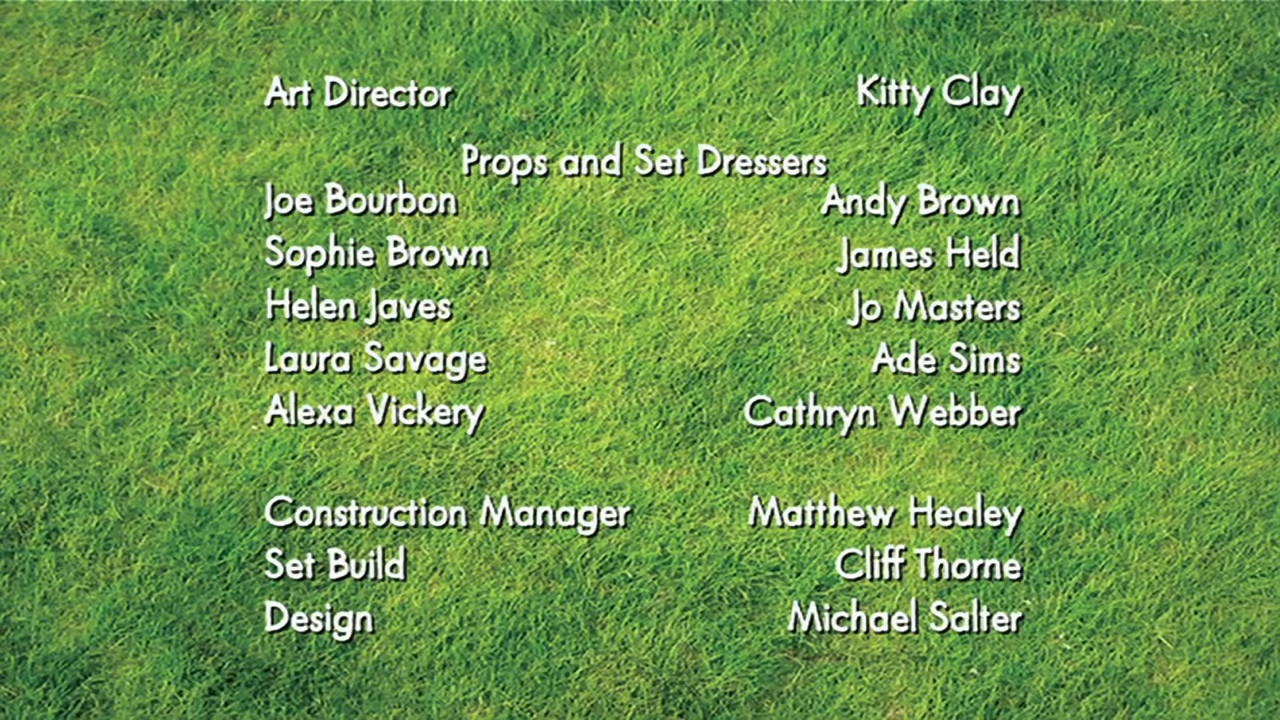 Art Director Kitty Clay
Props and Set Dressers
Joe Bourbon Andy Brown
Sophie Brown James Held
Helen Javes Jo Masters
Laura Savage Ade Sims
Alexa Vickery Cathryn Webber
Construction Manager Matthew Healey
Set Build Cliff Thorne
Design Michael Salter